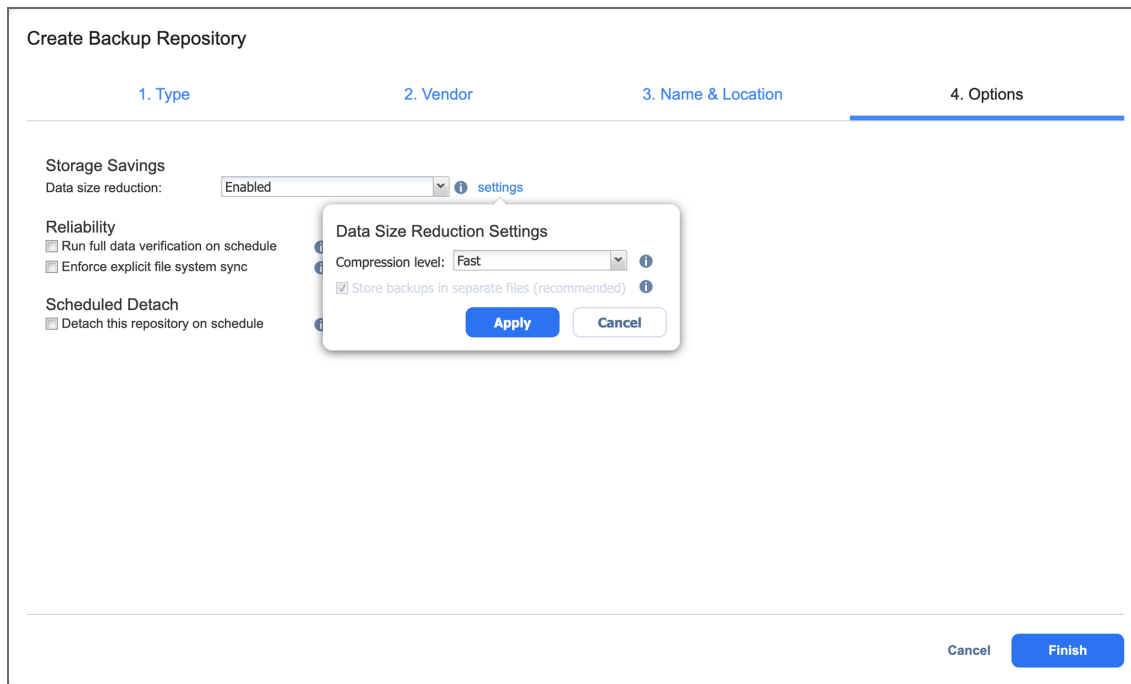 Create Backup Repository
1. Type
2. Vendor
3. Name & Location
4. Options
Storage Savings
Data size reduction: Enabled settings
Reliability
Run full data verification on schedule
Enforce explicit file system sync
Scheduled Detach
Detach this repository on schedule
Data Size Reduction Settings
Compression level: Fast
Store backups in separate files (recommended)
Apply Cancel
Cancel Finish